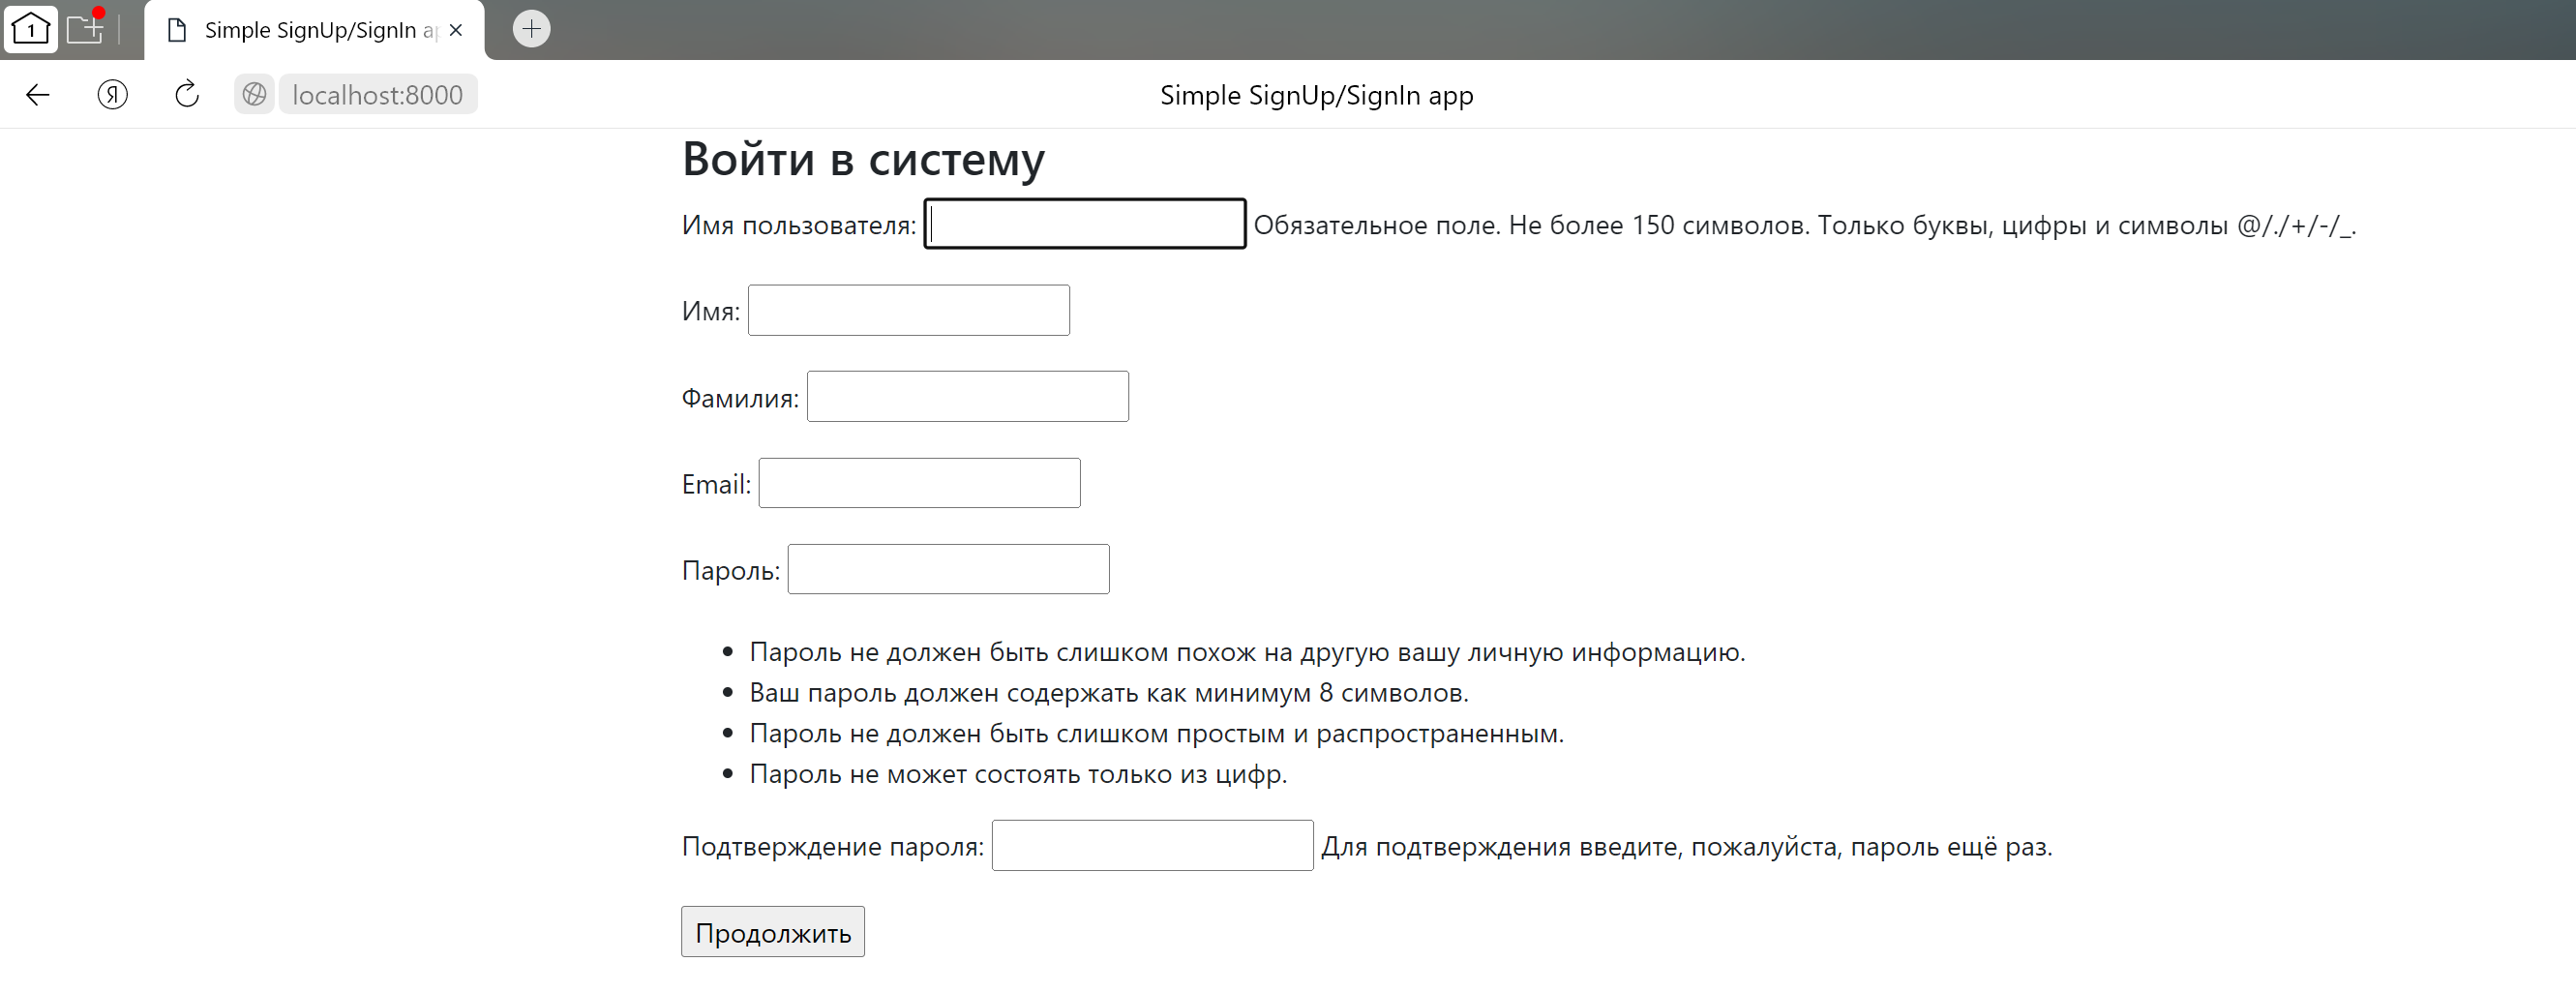 1
Simple SignUp/SignIn ap
Я
localhost:8000
Simple SignUp/SignIn app
Войти в систему
Имя пользователя: Обязательное поле. Не более 150 символов. Только буквы, цифры и символы @/./+/-/_.
Имя:
Фамилия:
Email:
Пароль:
Пароль не должен быть слишком похож на другую вашу личную информацию.
Ваш пароль должен содержать как минимум 8 символов.
Пароль не должен быть слишком простым и распространенным.
Пароль не может состоять только из цифр.
Подтверждение пароля: Для подтверждения введите, пожалуйста, пароль ещё раз.
Продолжить